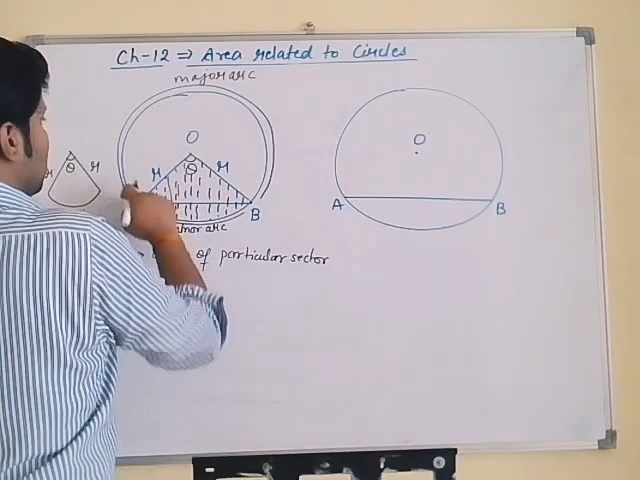 Ch-12 ⇒ Area related to Circles
major arc
O
O
θ
r
r
θ
r
r
A
B
B
minor arc
of particular sector